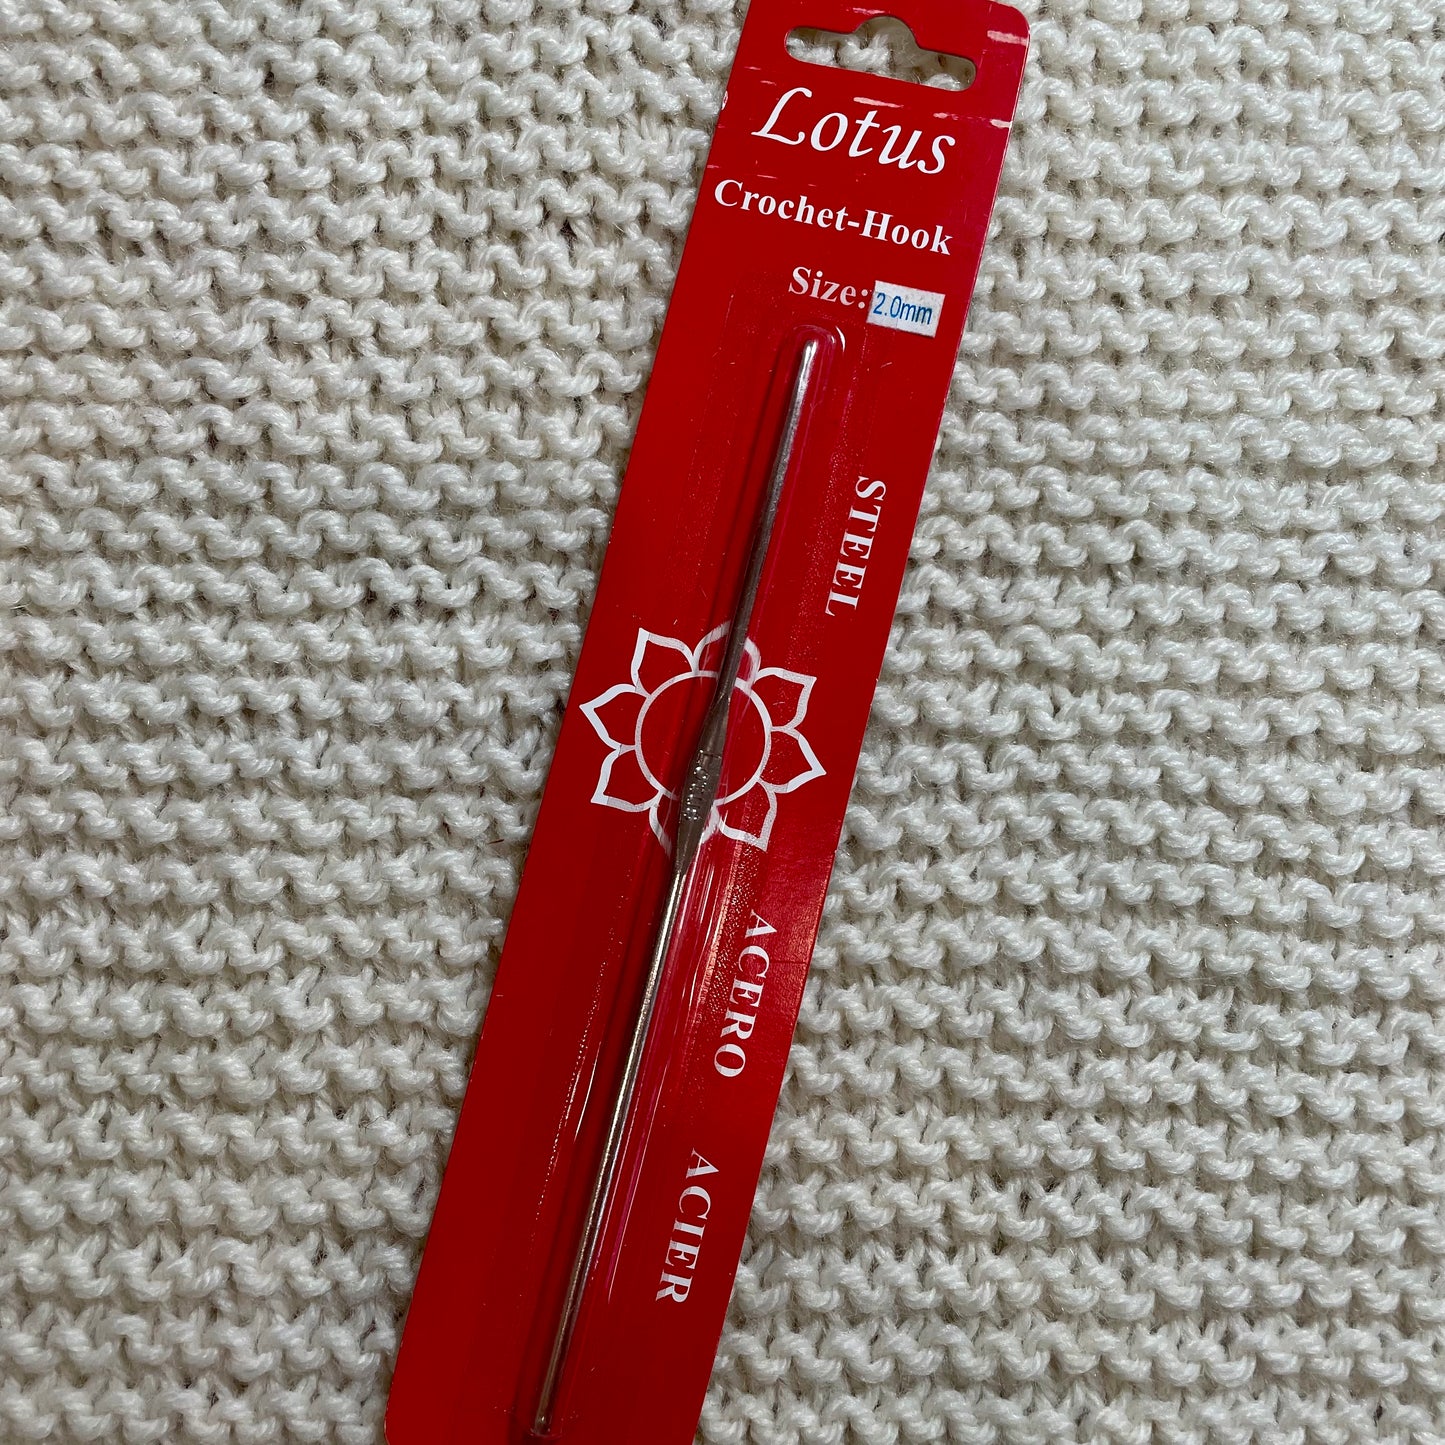 Lotus
Crochet-Hook
Size: 2.0mm
STEEL
ACERO
ACIER